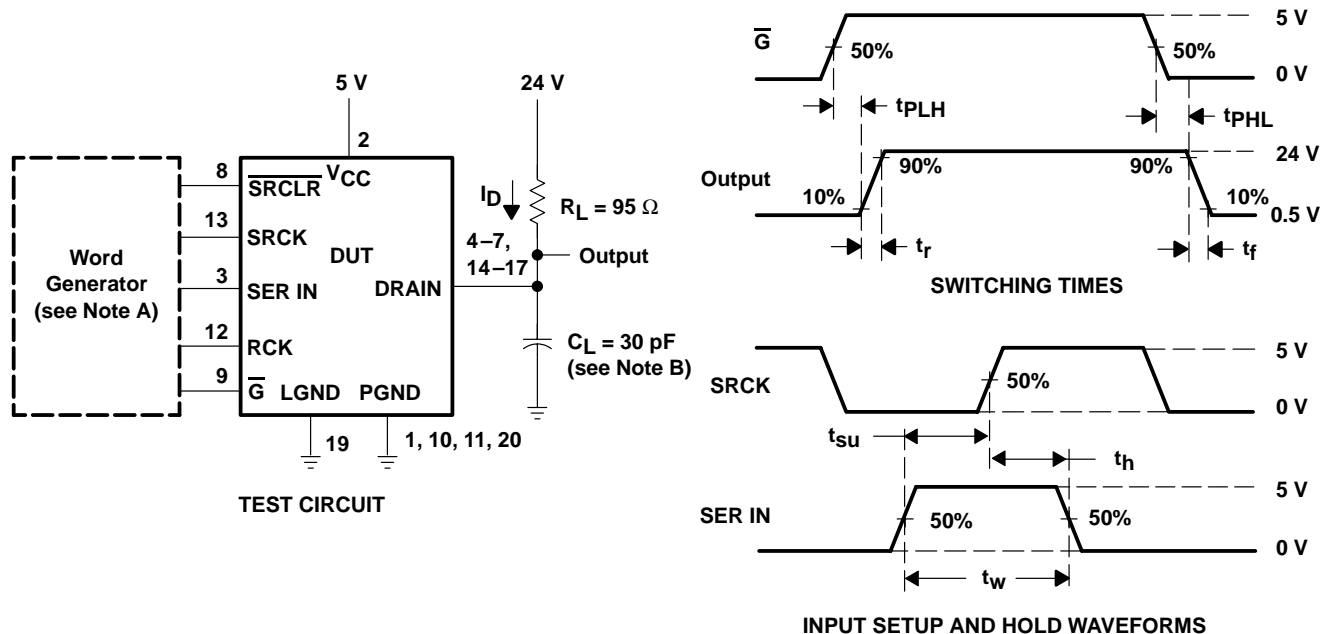 5 V
24 V
2
8
SRCLR
VCC
13
SRCK
3
SER IN
12
RCK
9
G
DUT
DRAIN
LGND
PGND
19
1, 10, 11, 20
Word
Generator
(see Note A)
ID
RL = 95 Ω
4–7,
14–17
Output
CL = 30 pF
(see Note B)
TEST CIRCUIT
G
50%
50%
5 V
0 V
tPLH
tPHL
Output
10%
90%
90%
10%
24 V
0.5 V
tr
tf
SWITCHING TIMES
SRCK
50%
5 V
0 V
tsu
th
SER IN
50%
50%
5 V
0 V
tw
INPUT SETUP AND HOLD WAVEFORMS